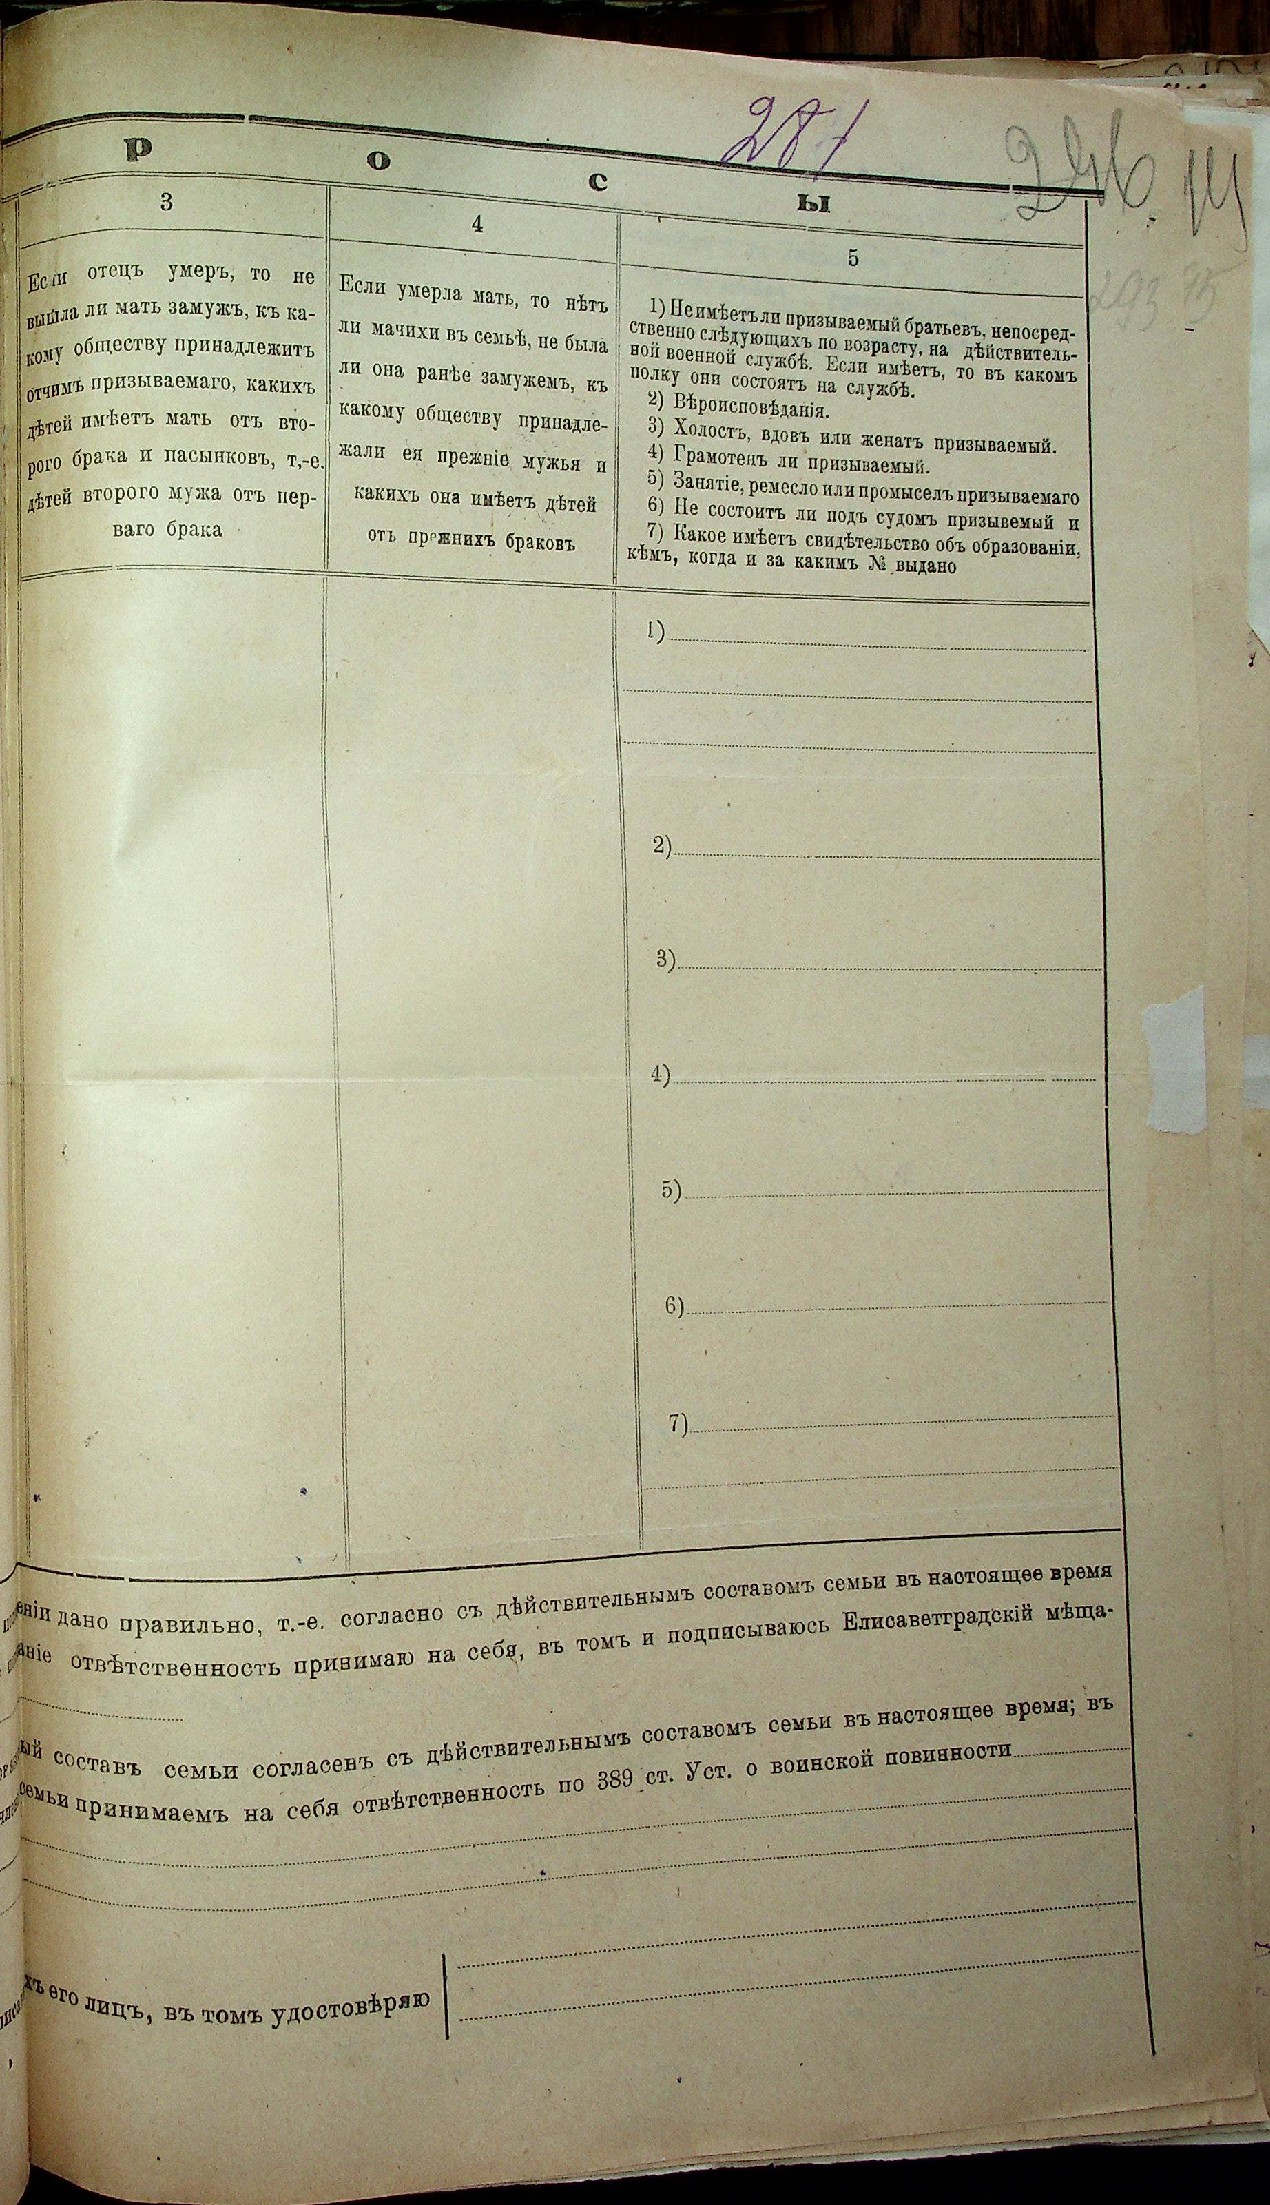 281
р о с ы
3
Если отецъ умеръ, то не
вышла ли мать замужъ, къ ка-
кому обществу принадлежитъ
отчимъ призываемаго, какихъ
дѣтей имѣетъ мать отъ вто-
рого брака и пасынковъ, т.-е.
дѣтей второго мужа отъ пер-
ваго брака
4
Если умерла мать, то нѣтъ
ли мачихи въ семьѣ, не была
ли она ранѣе замужемъ, къ
какому обществу принадле-
жали ея прежніе мужья и
какихъ она имѣетъ дѣтей
отъ прежнихъ браковъ
5
1) Не имѣетъ ли призываемый братьевъ, непосред-
ственно слѣдующихъ по возрасту, на дѣйствитель-
ной военной службѣ. Если имѣетъ, то въ какомъ
полку они состоятъ на службѣ.
2) Вѣроисповѣданія.
3) Холостъ, вдовъ или женатъ призываемый.
4) Грамотенъ ли призываемый.
5) Занятіе, ремесло или промыселъ призываемаго
6) Не состоитъ ли подъ судомъ призывемый и
7) Какое имѣетъ свидѣтельство объ образованіи,
кѣмъ, когда и за какимъ № выдано
1)
2)
3)
4)
5)
6)
7)
дано правильно, т.-е. согласно съ дѣйствительнымъ составомъ семьи въ настоящее время
отвѣтственность принимаю на себя, въ томъ и подписываюсь Елисаветградскій мѣща-
составъ семьи согласенъ съ дѣйствительнымъ составомъ семьи въ настоящее время; въ
семьи принимаемъ на себя отвѣтственность по 389 ст. Уст. о воинской повинности
его лицъ, въ томъ удостовѣряю